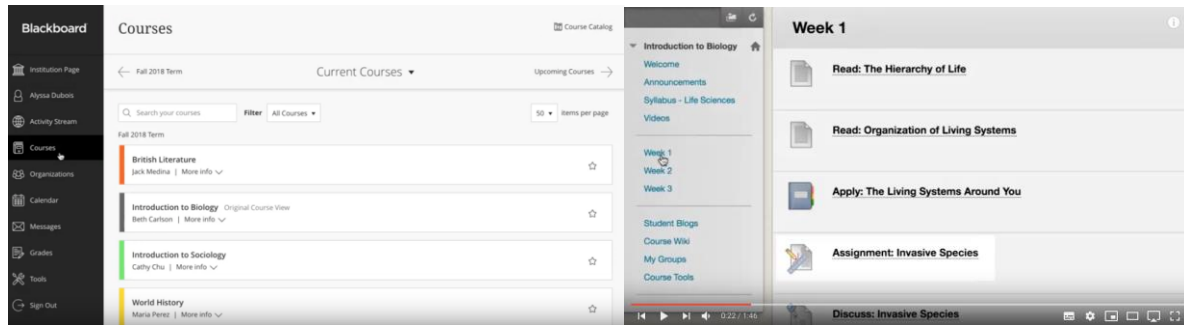 Blackboard
Institution Page
Alyssa Dubois
Activity Stream
Courses
Organizations
Calendar
Messages
Grades
Tools
Sign Out
Courses
Course Catalog
Fall 2018 Term
Current Courses
Upcoming Courses
Search your courses
Filter
All Courses
50
items per page
Fall 2018 Term
British Literature
Jack Medina | More info
Introduction to Biology Original Course View
Beth Carlson | More info
Introduction to Sociology
Cathy Chu | More info
World History
Maria Perez | More info
Introduction to Biology
Welcome
Announcements
Syllabus - Life Sciences
Videos
Week 1
Week 2
Week 3
Student Blogs
Course Wiki
My Groups
Course Tools
0:22 / 1:46
Week 1
Read: The Hierarchy of Life
Read: Organization of Living Systems
Apply: The Living Systems Around You
Assignment: Invasive Species
Discuss: Invasive Species